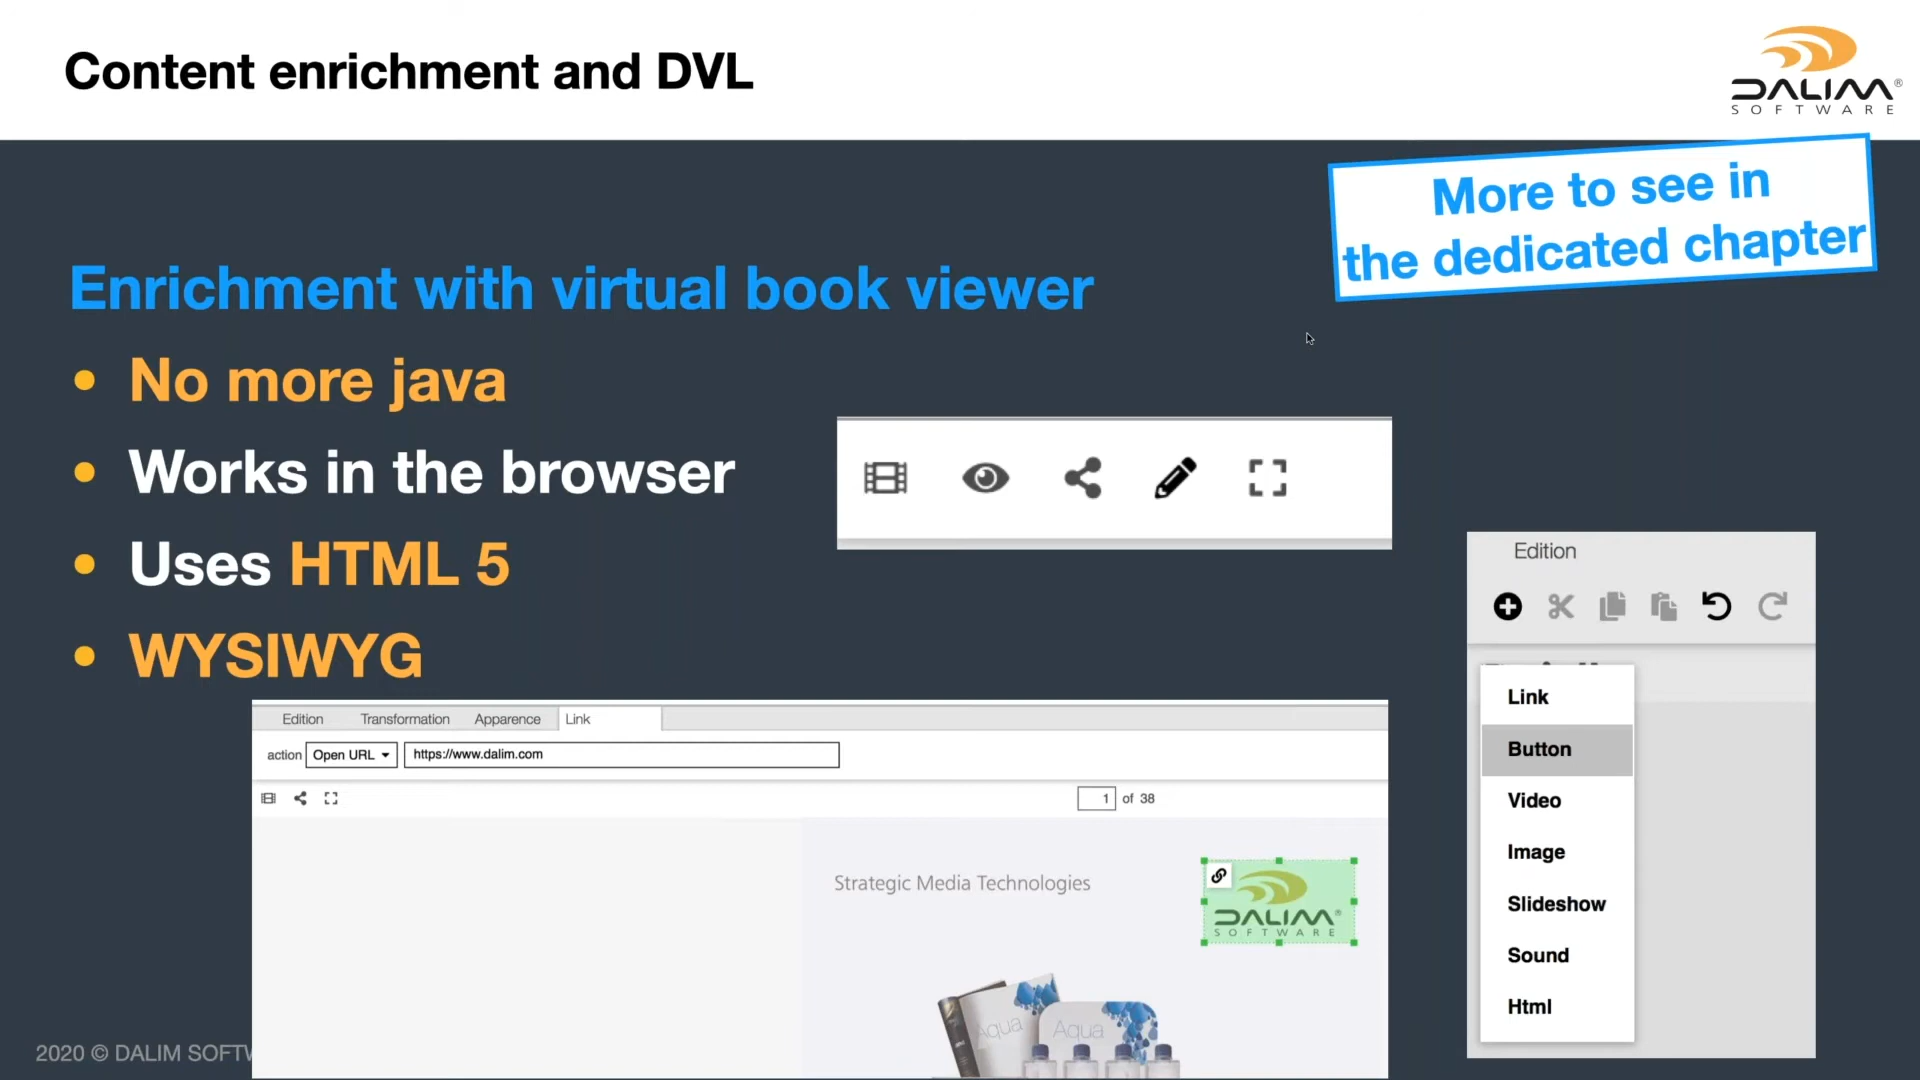 Content enrichment and DVL
DALIM®
SOFTWARE
More to see in
the dedicated chapter
Enrichment with virtual book viewer
• No more java
• Works in the browser
• Uses HTML 5
• WYSIWYG
Edition
Link
Button
Video
Image
Slideshow
Sound
Html
Edition Transformation Apparence Link
action Open URL https://www.dalim.com
1 of 38
Strategic Media Technologies
DALIM®
SOFTWARE
Aqua Aqua
2020 © DALIM SOFTW